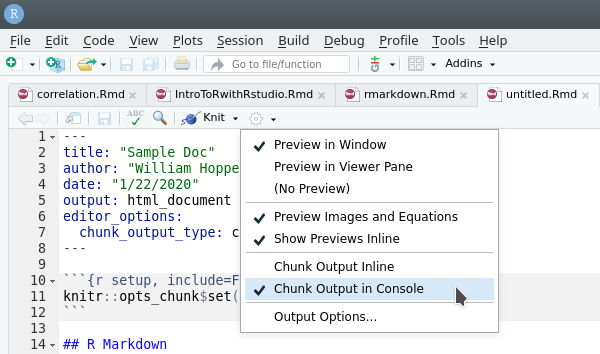 R
File Edit Code View Plots Session Build Debug Profile Tools Help
Go to file/function Addins
correlation.Rmd IntroToRwithRstudio.rmd rmarkdown.Rmd untitled.Rmd
ABC Knit
1 ---
2 title: "Sample Doc"
3 author: "William Hoppe
4 date: "1/22/2020"
5 output: html_document
6 editor_options:
7 chunk_output_type: c
8 ---
9
10 ```{r setup, include=F
11 knitr::opts_chunk$set(
12 ```
13
14 ## R Markdown
Preview in Window
Preview in Viewer Pane
(No Preview)
Preview Images and Equations
Show Previews Inline
Chunk Output Inline
Chunk Output in Console
Output Options...